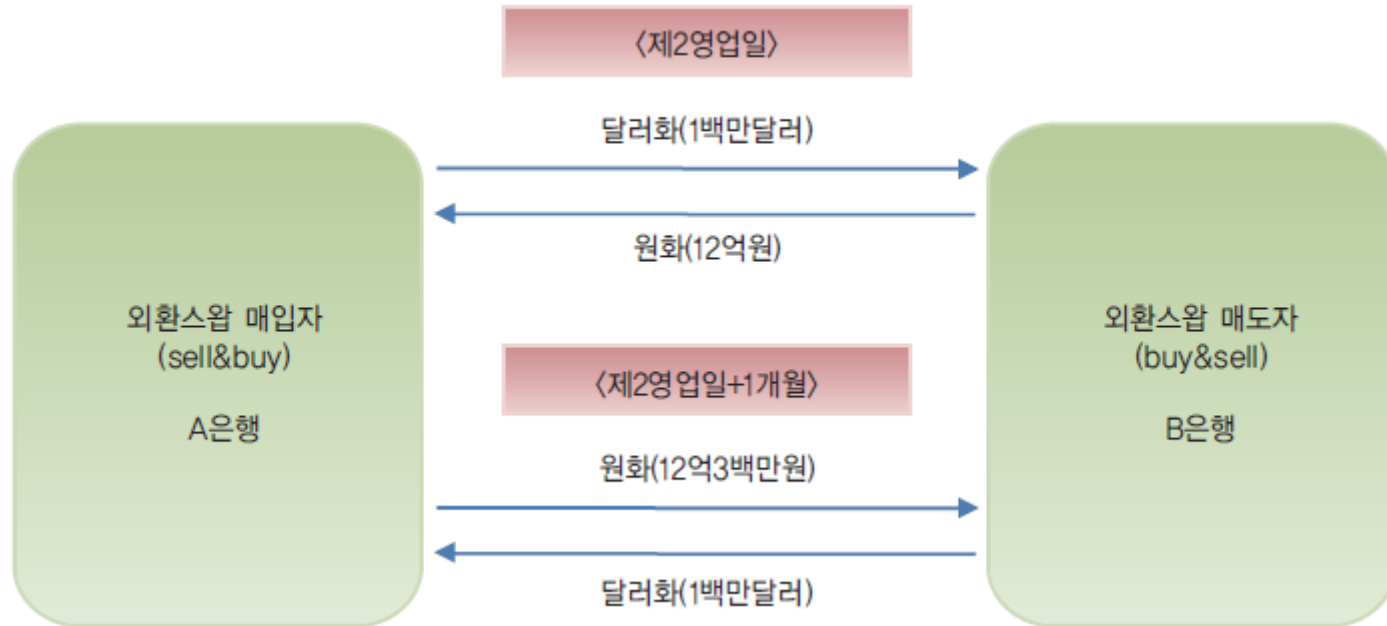 〈제2영업일〉
달러화(1백만달러)
원화(12억원)
외환스왑 매입자
(sell&buy)
A은행
외환스왑 매도자
(buy&sell)
B은행
〈제2영업일+1개월〉
원화(12억3백만원)
달러화(1백만달러)